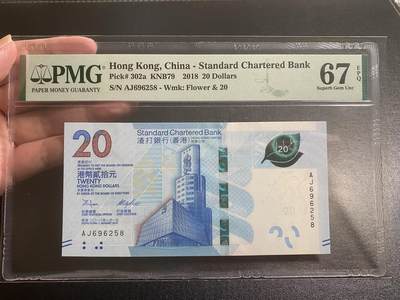 PMG
PAPER MONEY GUARANTY
Hong Kong, China - Standard Chartered Bank
Pick# 302a KNB79 2018 20 Dollars
S/N AJ696258 - Wmk: Flower & 20
67
EPQ
Superb Gem Unc
20
Standard Chartered Bank
渣打銀行(香港)
20
港幣貳拾元
TWENTY
HONG KONG DOLLARS
AJ696258
AJ696258
20